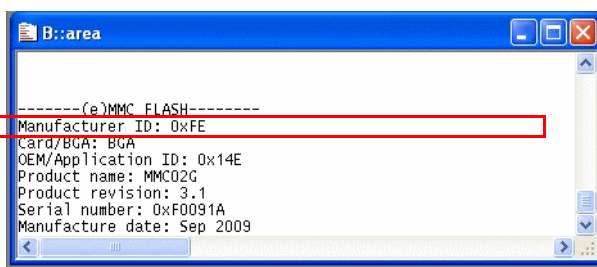 B::area
-------(e)MMC FLASH--------
Manufacturer ID: 0xFE
Card/BGA: BGA
OEM/Application ID: 0x14E
Product name: MMC02G
Product revision: 3.1
Serial number: 0xF0091A
Manufacture date: Sep 2009